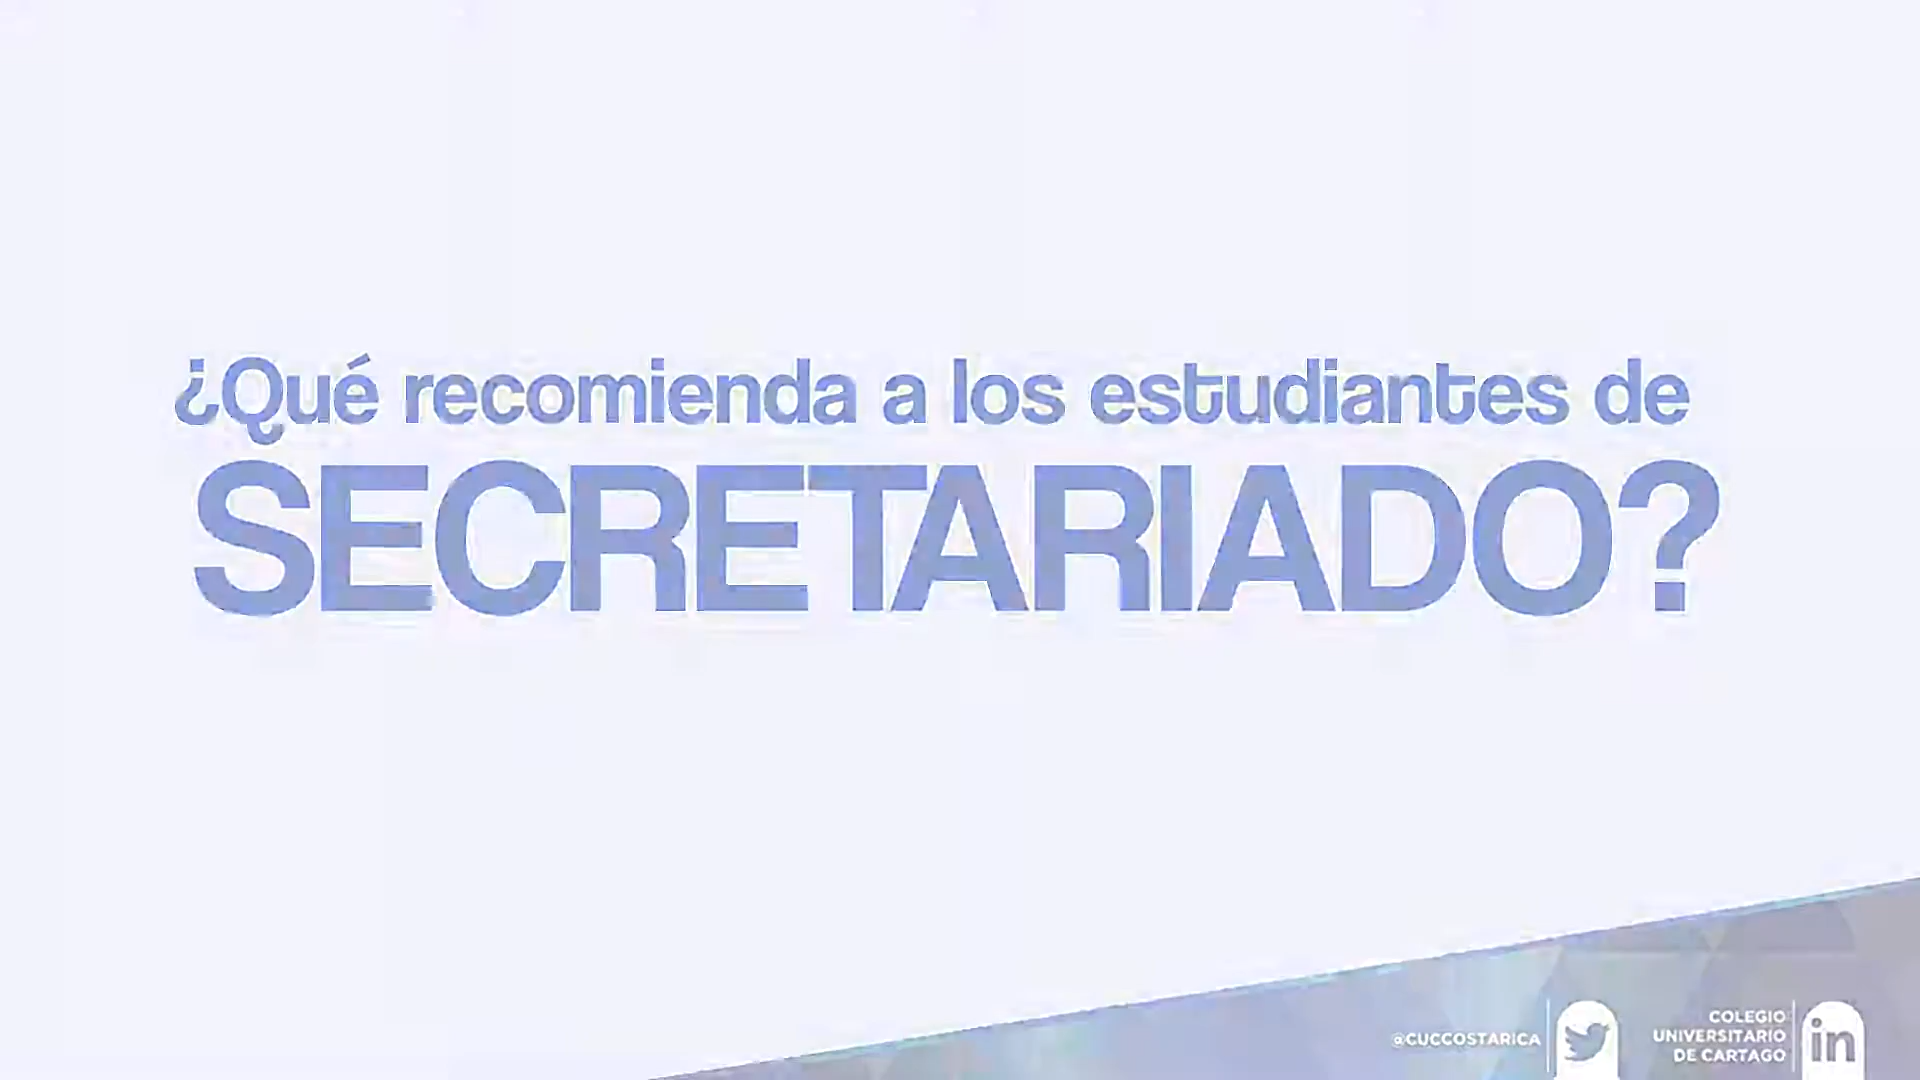 ¿Qué recomienda a los estudiantes de
SECRETARIADO?
@CUCCOSTARICA
COLEGIO
UNIVERSITARIO
DE CARTAGO
in